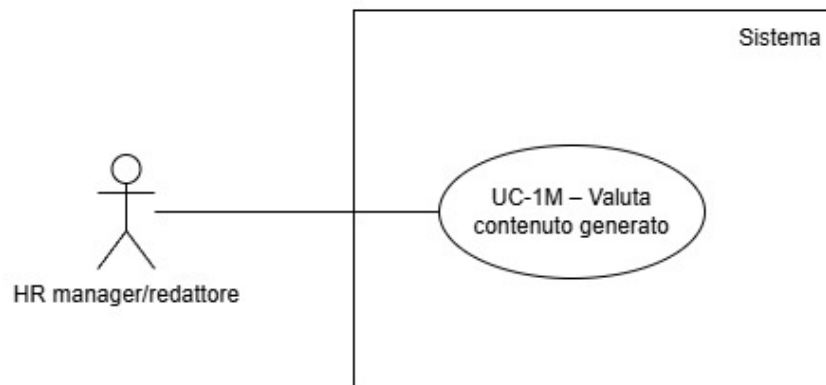 Sistema
UC-1M – Valuta
contenuto generato
HR manager/redattore